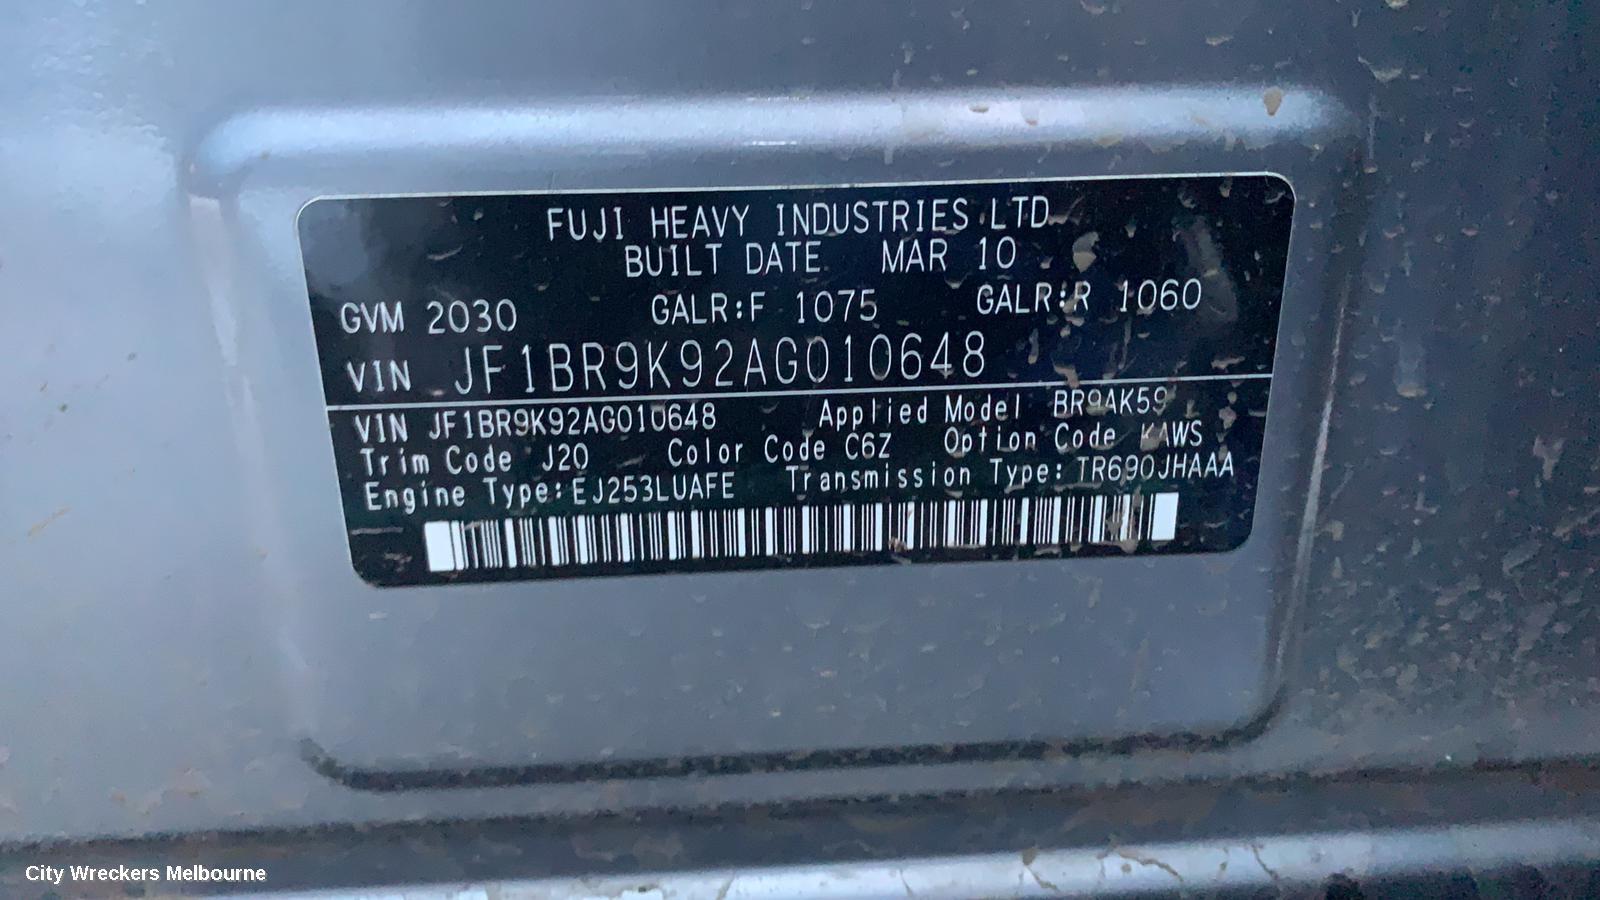 FUJI HEAVY INDUSTRIES LTD.
BUILT DATE MAR 10
GVM 2030 GALR:F 1075 GALR:R 1060
VIN JF1BR9K92AG010648
VIN JF1BR9K92AG010648 Applied Model BR9AK59
Trim Code J20 Color Code C6Z Option Code KAWS
Engine Type:EJ253LUAFE Transmission Type:TR690JHAAA
City Wreckers Melbourne